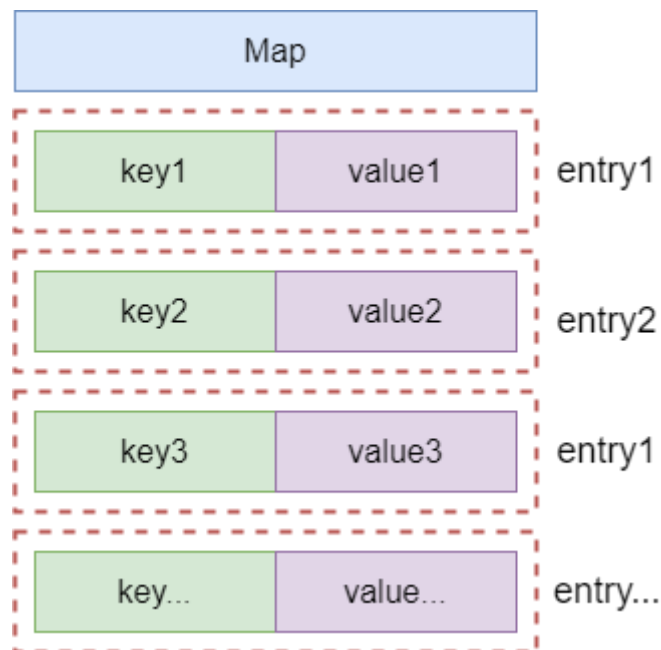 Map
key1 value1 entry1
key2 value2 entry2
key3 value3 entry1
key... value... entry...